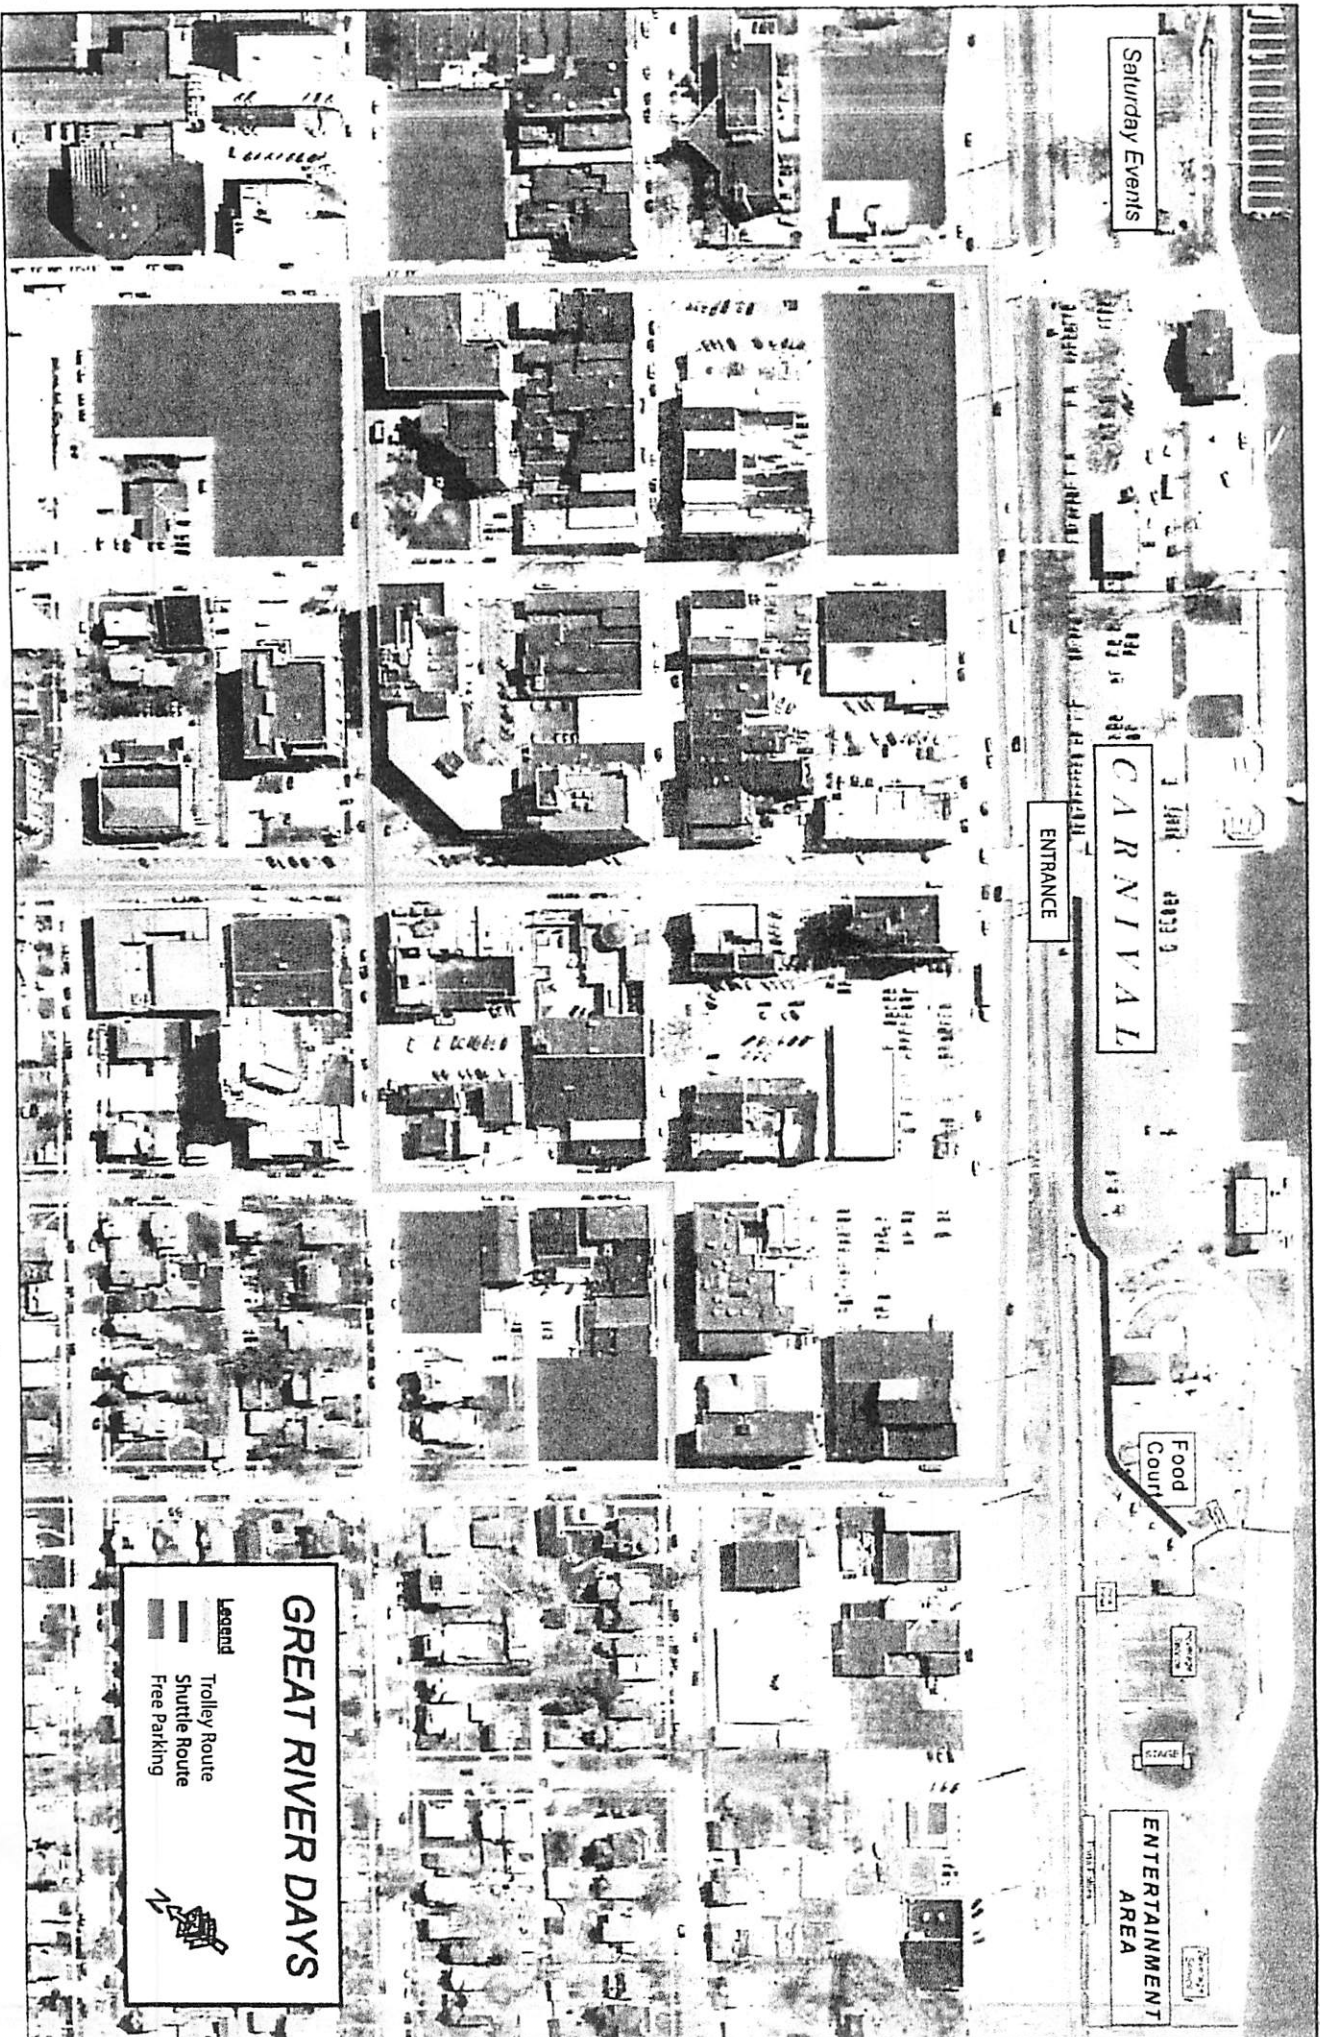 Saturday Events
CARNIVAL
ENTRANCE
Food
Court
STAGE
ENTERTAINMENT
AREA
GREAT RIVER DAYS
Legend
Trolley Route
Shuttle Route
Free Parking
N